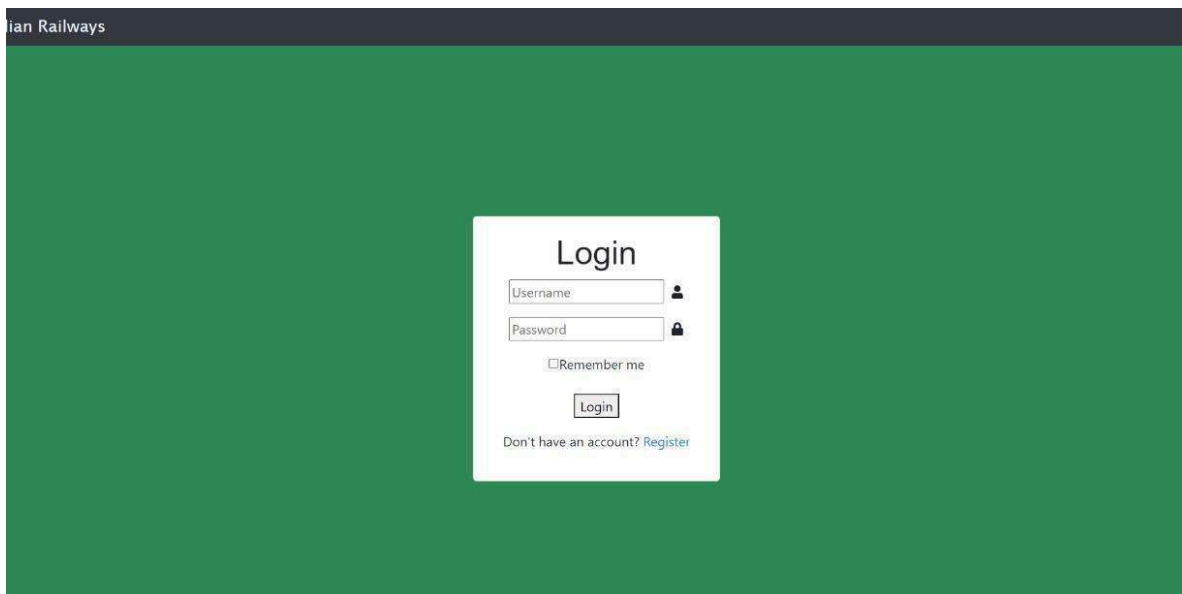 lian Railways
Login
Username
Password
Remember me
Login
Don't have an account? Register